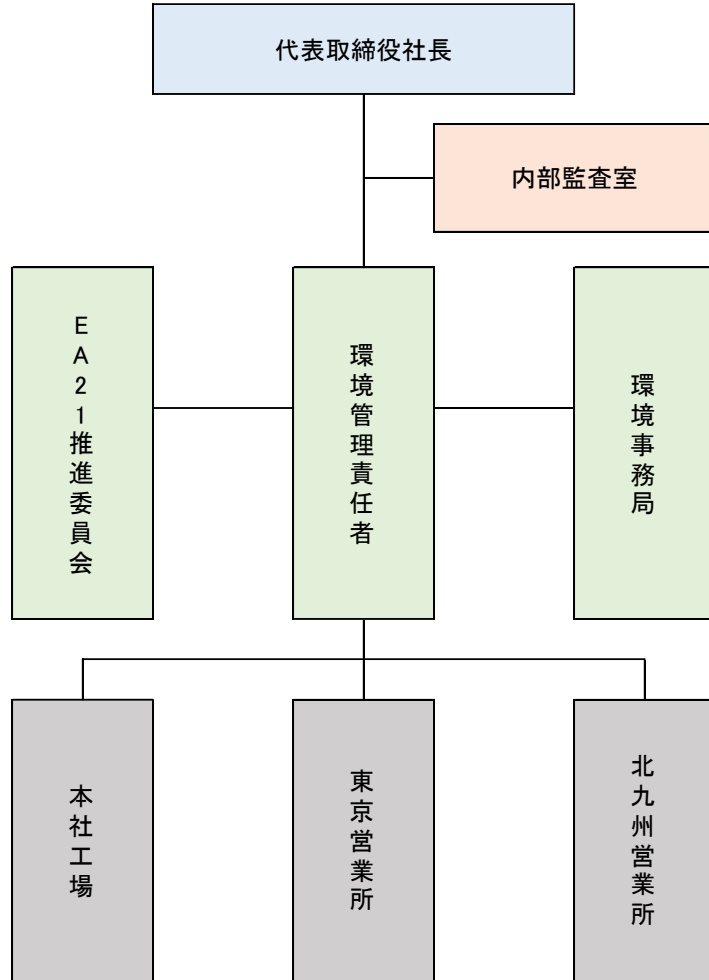 代表取締役社長
内部監査室
EA21推進委員会
環境管理責任者
環境事務局
本社工場
東京営業所
北九州営業所